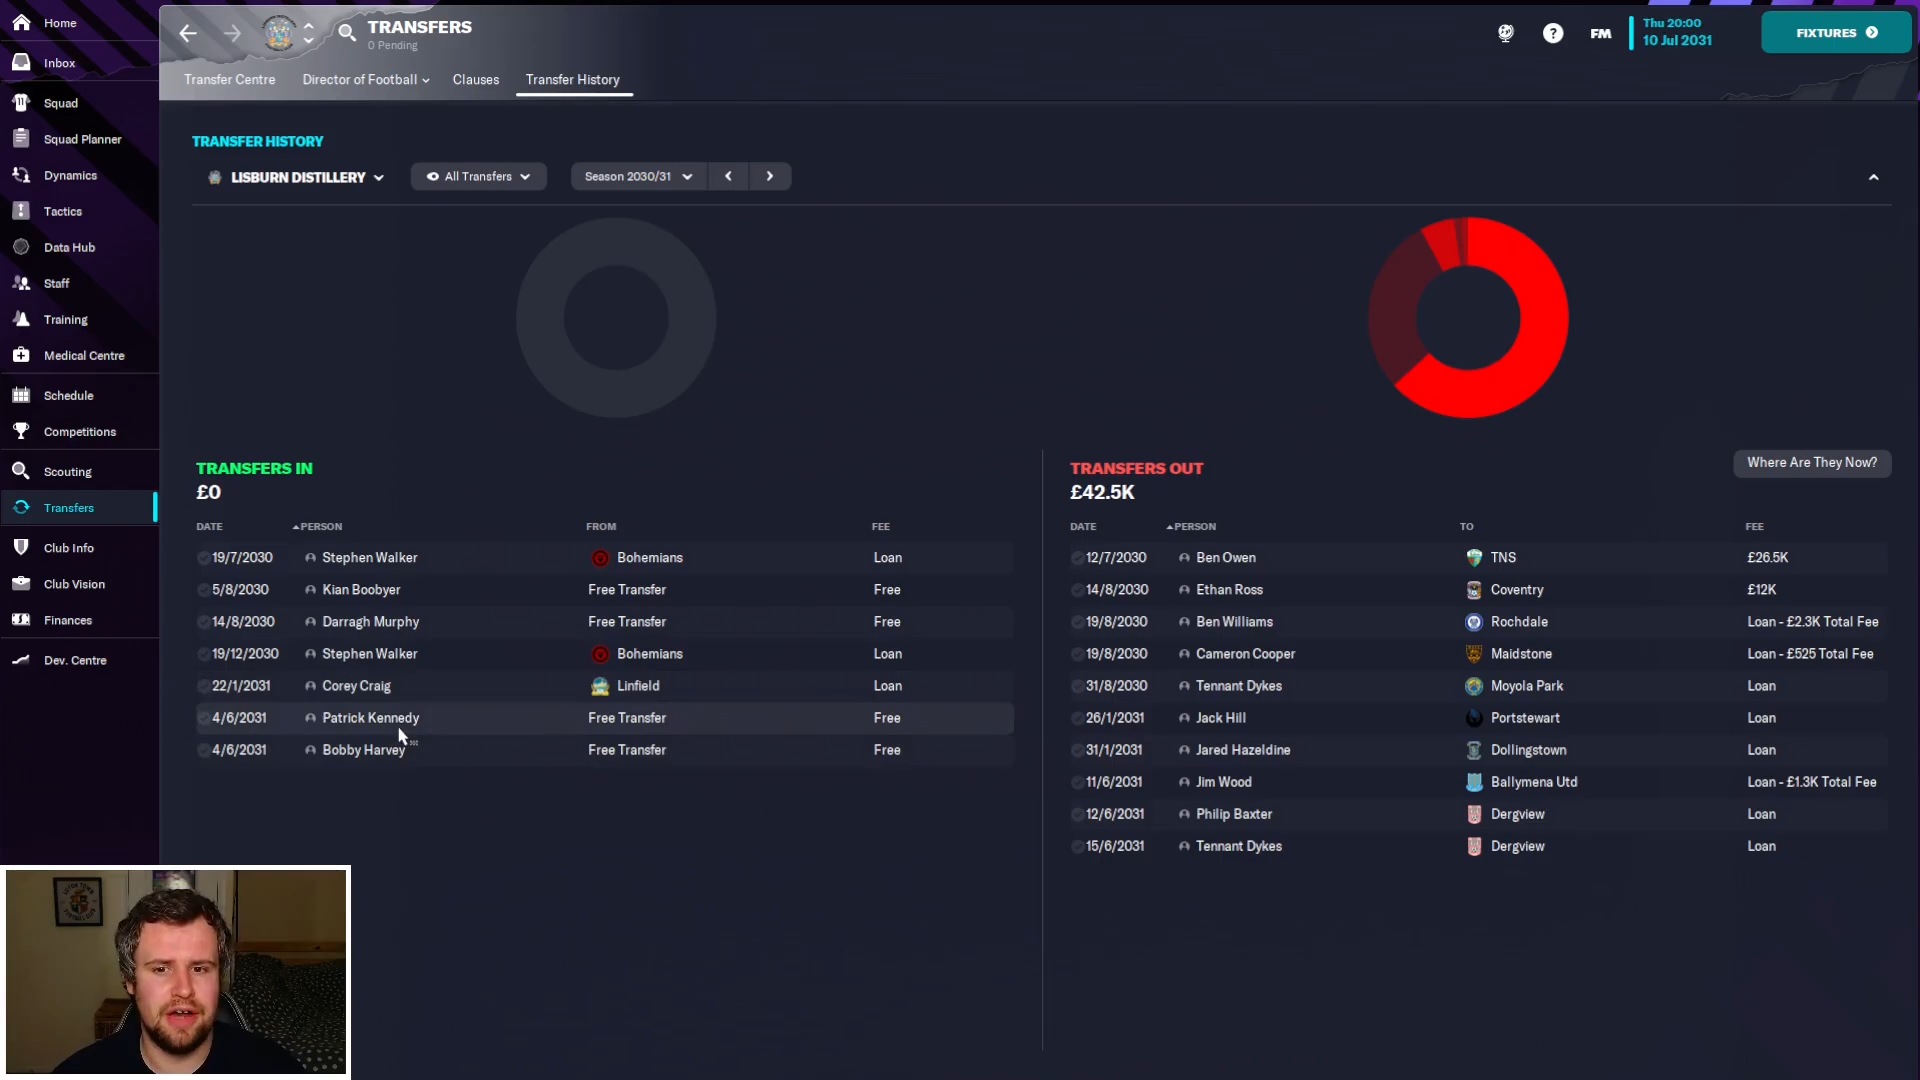 Home
Inbox
Squad
Squad Planner
Dynamics
Tactics
Data Hub
Staff
Training
Medical Centre
Schedule
Competitions
Scouting
Transfers
Club Info
Club Vision
Finances
Dev. Centre
TRANSFERS
0 Pending
FM
Thu 20:00
10 Jul 2031
FIXTURES
Transfer Centre Director of Football Clauses Transfer History
TRANSFER HISTORY
LISBURN DISTILLERY All Transfers Season 2030/31
TRANSFERS IN
£0
DATE PERSON FROM FEE
19/7/2030 Stephen Walker Bohemians Loan
5/8/2030 Kian Boobyer Free Transfer Free
14/8/2030 Darragh Murphy Free Transfer Free
19/12/2030 Stephen Walker Bohemians Loan
22/1/2031 Corey Craig Linfield Loan
4/6/2031 Patrick Kennedy Free Transfer Free
4/6/2031 Bobby Harvey Free Transfer Free
TRANSFERS OUT
£42.5K
Where Are They Now?
DATE PERSON TO FEE
12/7/2030 Ben Owen TNS £26.5K
14/8/2030 Ethan Ross Coventry £12K
19/8/2030 Ben Williams Rochdale Loan - £2.3K Total Fee
19/8/2030 Cameron Cooper Maidstone Loan - £525 Total Fee
31/8/2030 Tennant Dykes Moyola Park Loan
26/1/2031 Jack Hill Portstewart Loan
31/1/2031 Jared Hazeldine Dollingstown Loan
11/6/2031 Jim Wood Ballymena Utd Loan - £1.3K Total Fee
12/6/2031 Philip Baxter Dergview Loan
15/6/2031 Tennant Dykes Dergview Loan